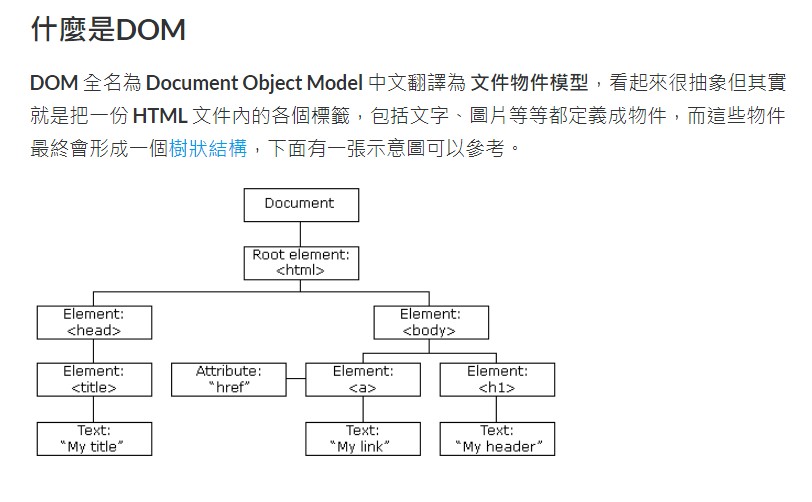 什麼是DOM
DOM 全名為 Document Object Model 中文翻譯為 文件物件模型，看起來很抽象但其實
就是把一份 HTML 文件內的各個標籤，包括文字、圖片等等都定義成物件，而這些物件
最終會形成一個樹狀結構，下面有一張示意圖可以參考。
Document
Root element:
<html>
Element:
<head>
Element:
<body>
Element:
<title>
Attribute:
“href”
Element:
<a>
Element:
<h1>
Text:
“My title”
Text:
“My link”
Text:
“My header”